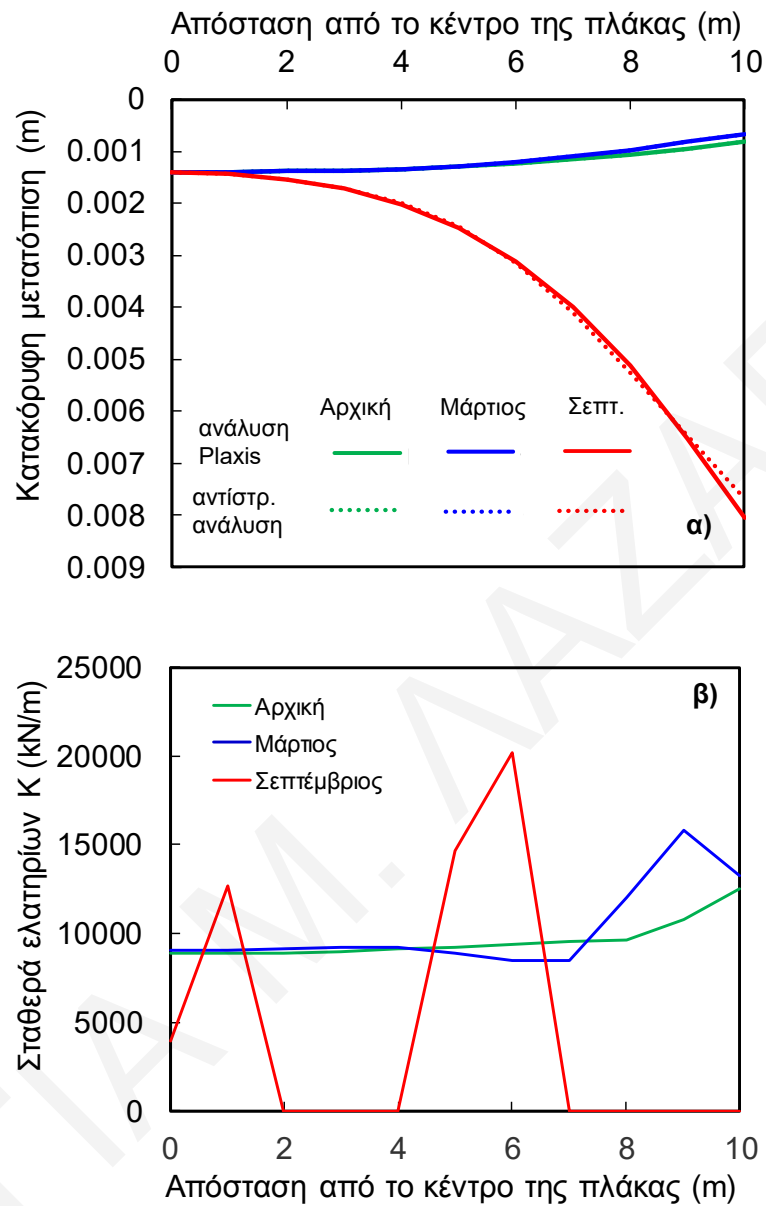 Απόσταση από το κέντρο της πλάκας (m)
0 2 4 6 8 10
Κατακόρυφη μετατόπιση (m)
0
0.001
0.002
0.003
0.004
0.005
0.006
0.007
0.008
0.009
Αρχική Μάρτιος Σεπτ.
ανάλυση
Plaxis
αντίστρ.
ανάλυση
α)
Σταθερά ελατηρίων Κ (kN/m)
25000
20000
15000
10000
5000
0
Αρχική
Μάρτιος
Σεπτέμβριος
β)
0 2 4 6 8 10
Απόσταση από το κέντρο της πλάκας (m)
ΤΙΑ Μ. ΛΑΖΑΡ